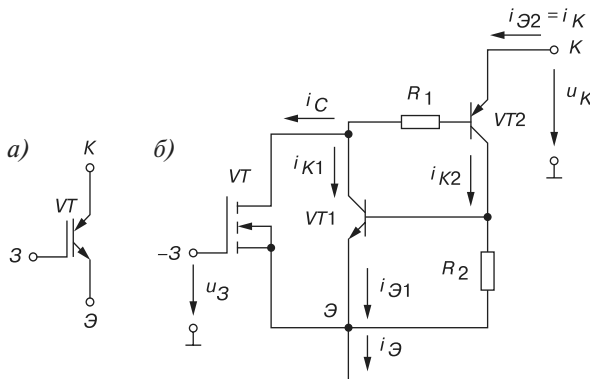 а)
К
VT
З
Э
б)
i Э2 = i К
К
u К
R 1
VT2
i С
i К1
i К2
VT
VT1
–З
u З
R 2
Э
i Э1
i Э